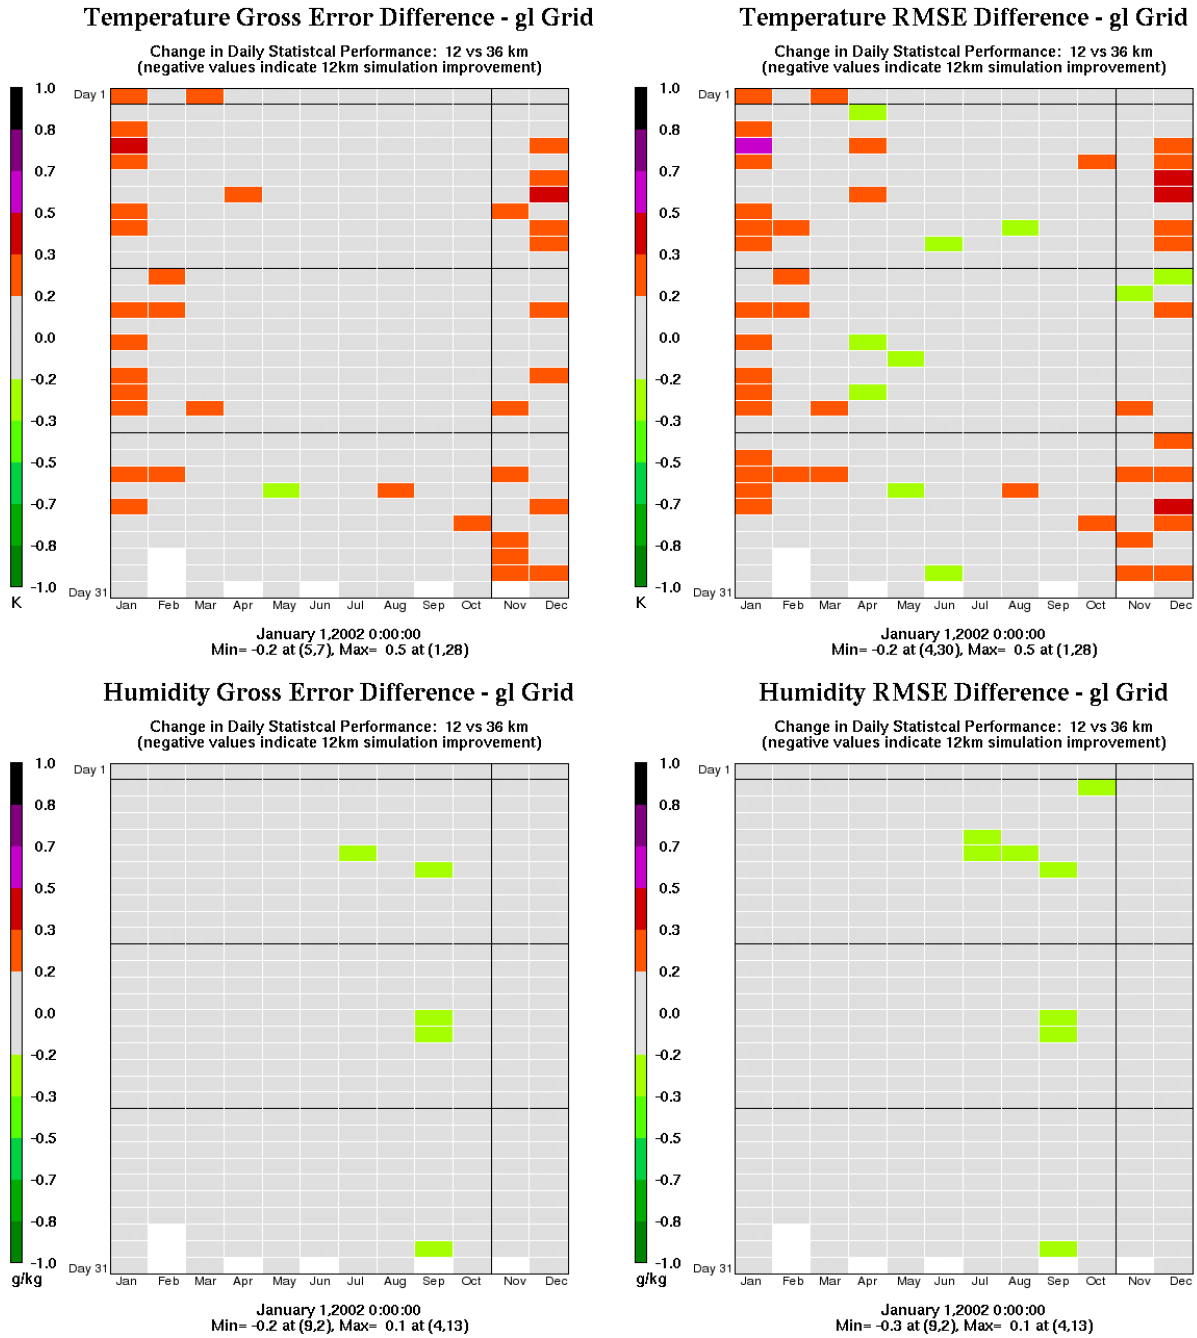 Temperature Gross Error Difference - gl Grid
Change in Daily Statistcal Performance: 12 vs 36 km
(negative values indicate 12km simulation improvement)
1.0
0.8
0.7
0.5
0.3
0.2
0.0
-0.2
-0.3
-0.5
-0.7
-0.8
-1.0
K
Day 1
Day 31
Jan Feb Mar Apr May Jun Jul Aug Sep Oct Nov Dec
January 1,2002 0:00:00
Min= -0.2 at (5,7), Max= 0.5 at (1,28)
Temperature RMSE Difference - gl Grid
Change in Daily Statistcal Performance: 12 vs 36 km
(negative values indicate 12km simulation improvement)
1.0
0.8
0.7
0.5
0.3
0.2
0.0
-0.2
-0.3
-0.5
-0.7
-0.8
-1.0
K
Day 1
Day 31
Jan Feb Mar Apr May Jun Jul Aug Sep Oct Nov Dec
January 1,2002 0:00:00
Min= -0.2 at (4,30), Max= 0.5 at (1,28)
Humidity Gross Error Difference - gl Grid
Change in Daily Statistcal Performance: 12 vs 36 km
(negative values indicate 12km simulation improvement)
1.0
0.8
0.7
0.5
0.3
0.2
0.0
-0.2
-0.3
-0.5
-0.7
-0.8
-1.0
g/kg
Day 1
Day 31
Jan Feb Mar Apr May Jun Jul Aug Sep Oct Nov Dec
January 1,2002 0:00:00
Min= -0.2 at (9,2), Max= 0.1 at (4,13)
Humidity RMSE Difference - gl Grid
Change in Daily Statistcal Performance: 12 vs 36 km
(negative values indicate 12km simulation improvement)
1.0
0.8
0.7
0.5
0.3
0.2
0.0
-0.2
-0.3
-0.5
-0.7
-0.8
-1.0
g/kg
Day 1
Day 31
Jan Feb Mar Apr May Jun Jul Aug Sep Oct Nov Dec
January 1,2002 0:00:00
Min= -0.3 at (9,2), Max= 0.1 at (4,13)